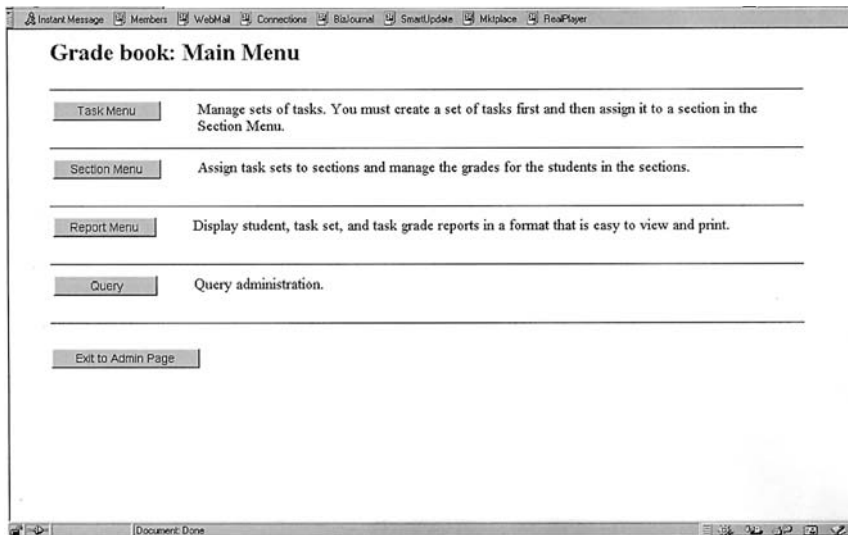 Instant Message Members WebMail Connections BizJournal SmartUpdate Mktplace RealPlayer
Grade book: Main Menu
Task Menu Manage sets of tasks. You must create a set of tasks first and then assign it to a section in the
Section Menu.
Section Menu Assign task sets to sections and manage the grades for the students in the sections.
Report Menu Display student, task set, and task grade reports in a format that is easy to view and print.
Query Query administration.
Exit to Admin Page
Document: Done